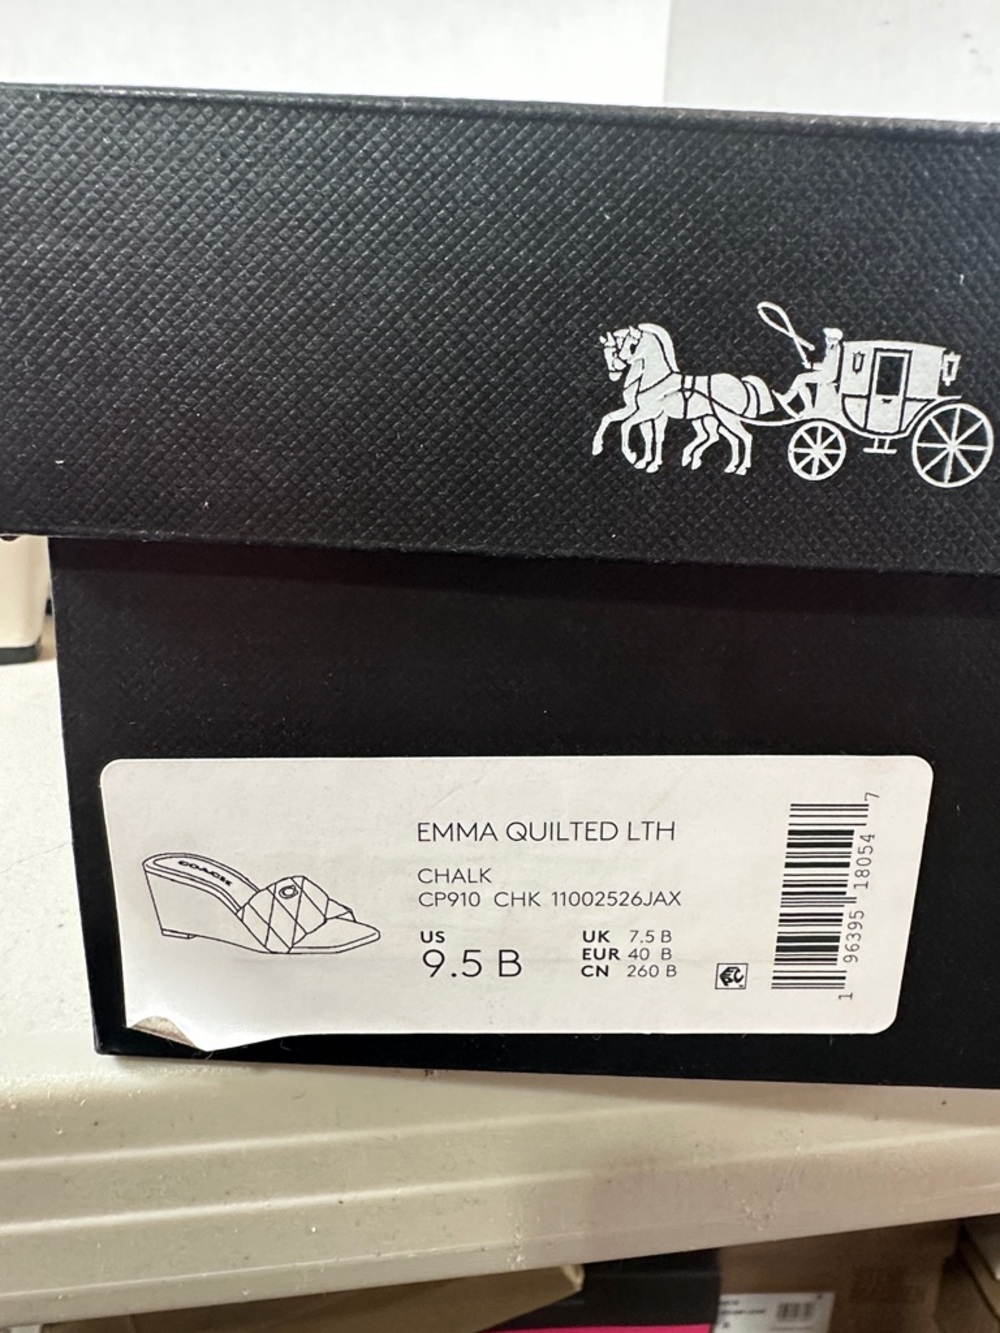 EMMA QUILTED LTH
CHALK
CP910 CHK 11002526JAX
COACH
US
9.5 B
UK 7.5 B
EUR 40 B
CN 260 B
1 96395 18054 7